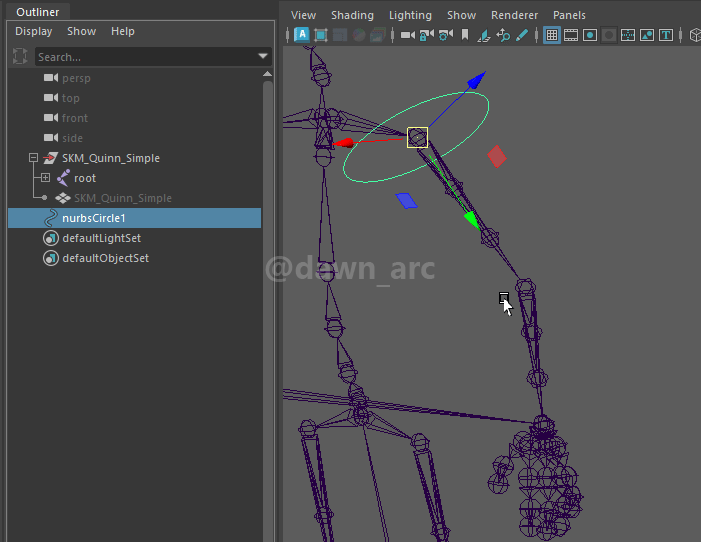 Outliner
Display Show Help
Search...
persp
top
front
side
SKM_Quinn_Simple
root
SKM_Quinn_Simple
nurbsCircle1
defaultLightSet
defaultObjectSet
View Shading Lighting Show Renderer Panels
A T
@dawn_arc